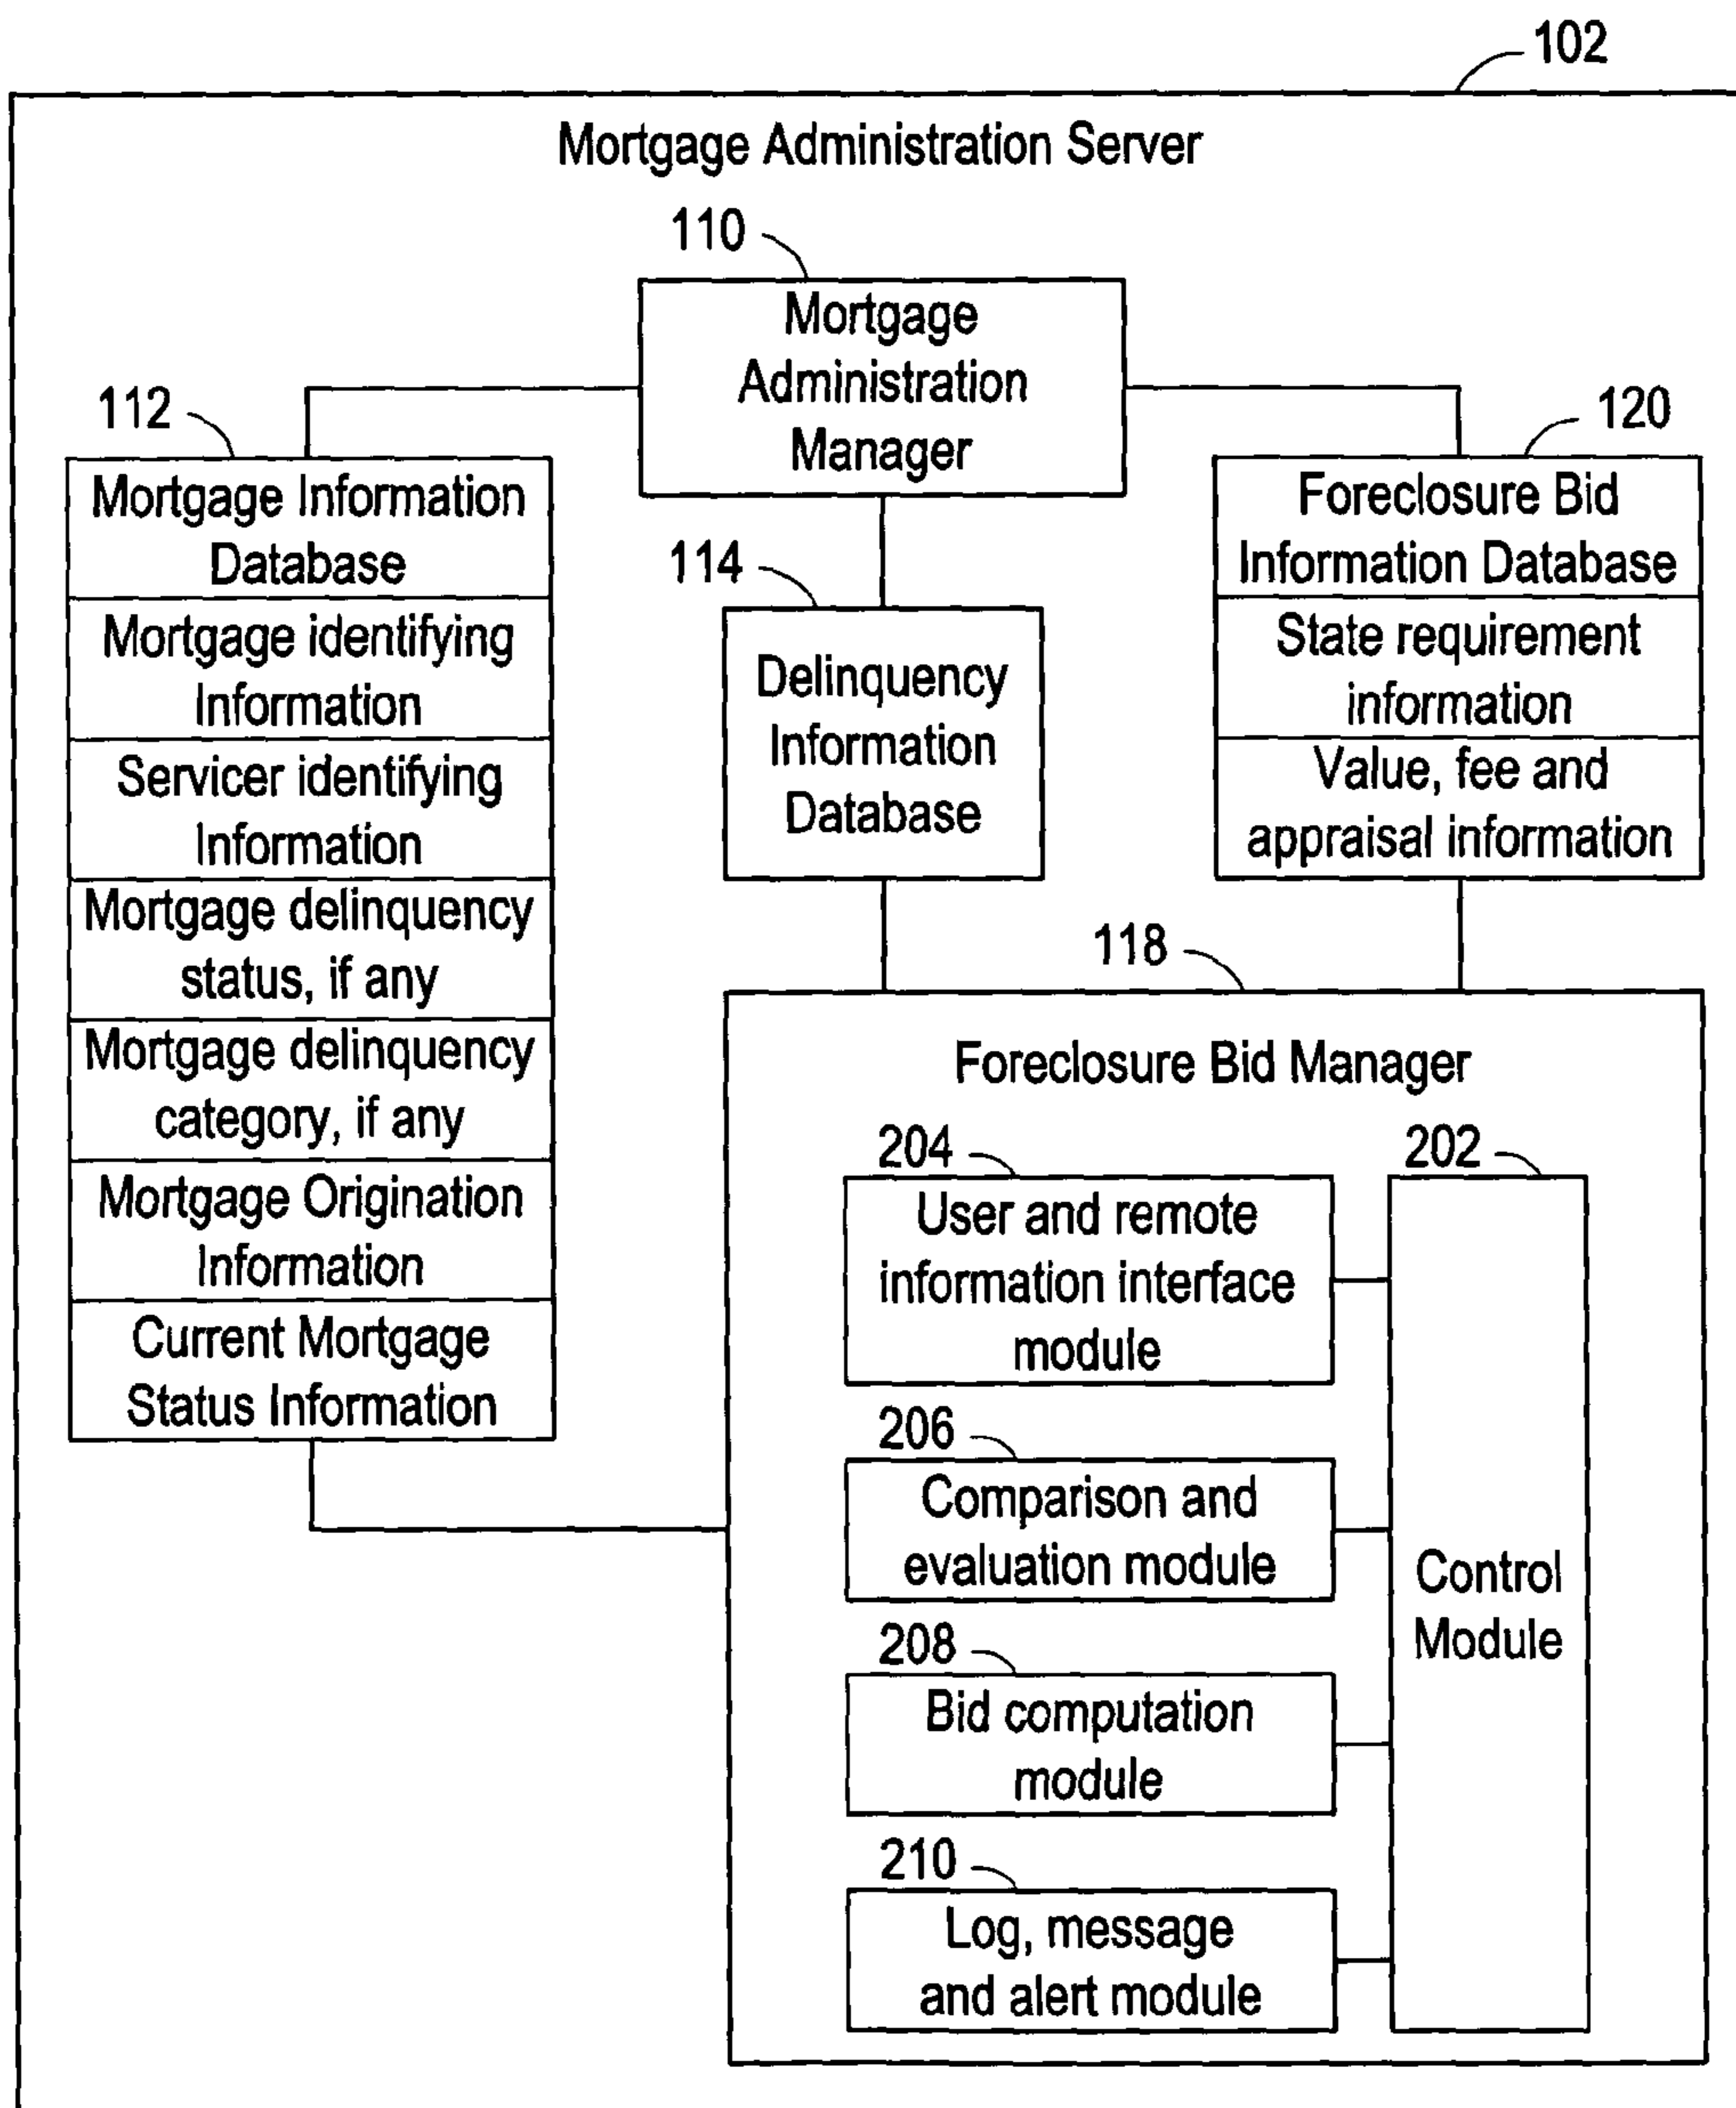 102
Mortgage Administration Server
110
Mortgage
Administration
Manager
112
Mortgage Information
Database
Mortgage identifying
Information
Servicer identifying
Information
Mortgage delinquency
status, if any
Mortgage delinquency
category, if any
Mortgage Origination
Information
Current Mortgage
Status Information
114
Delinquency
Information
Database
120
Foreclosure Bid
Information Database
State requirement
information
Value, fee and
appraisal information
118
Foreclosure Bid Manager
204
User and remote
information interface
module
206
Comparison and
evaluation module
208
Bid computation
module
210
Log, message
and alert module
202
Control
Module